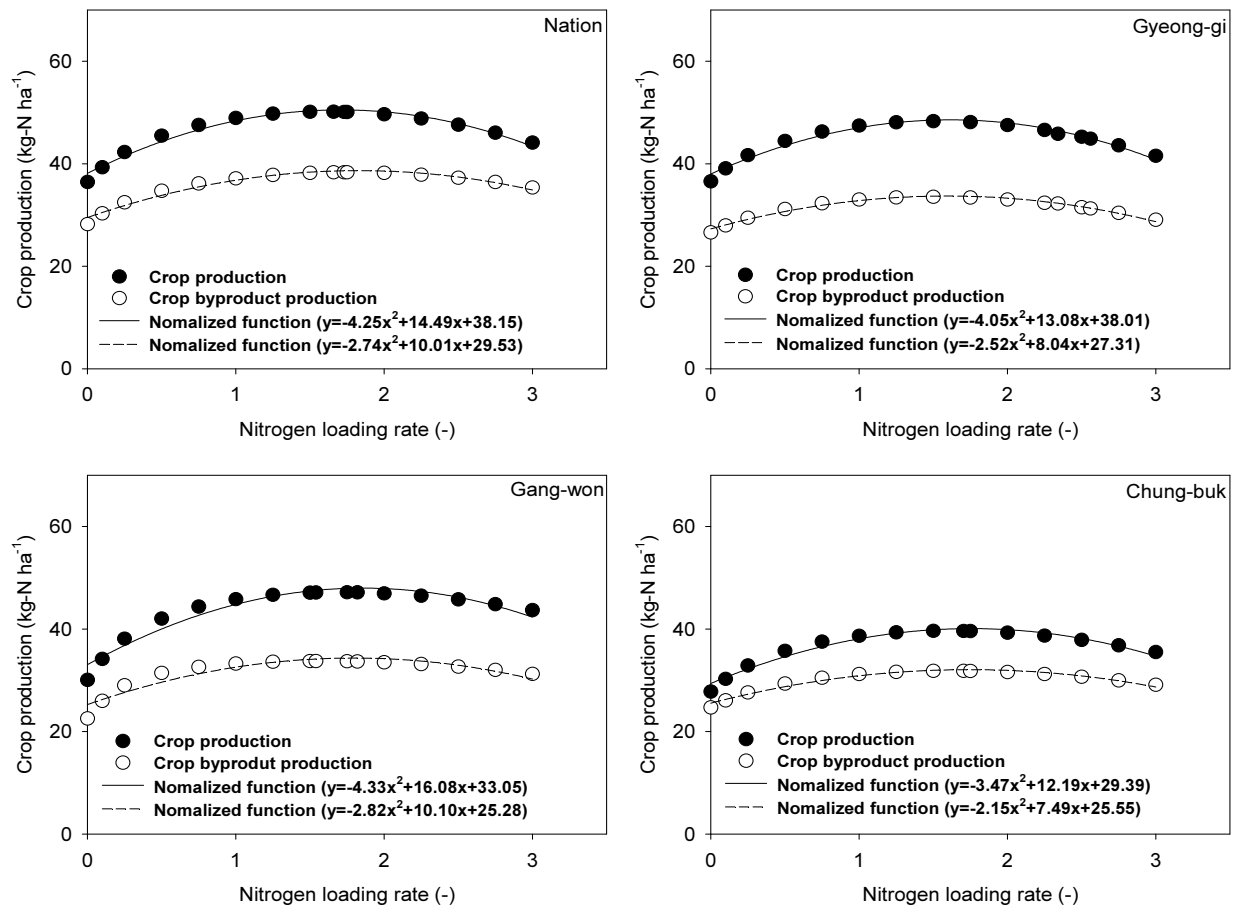 Nation
Crop production (kg-N ha⁻¹)
60
40
20
0
Crop production
Crop byproduct production
Nomalized function (y=-4.25x²+14.49x+38.15)
Nomalized function (y=-2.74x²+10.01x+29.53)
0 1 2 3
Nitrogen loading rate (-)
Gyeong-gi
Crop production (kg-N ha⁻¹)
60
40
20
0
Crop production
Crop byproduct production
Nomalized function (y=-4.05x²+13.08x+38.01)
Nomalized function (y=-2.52x²+8.04x+27.31)
0 1 2 3
Nitrogen loading rate (-)
Gang-won
Crop production (kg-N ha⁻¹)
60
40
20
0
Crop production
Crop byprodut production
Nomalized function (y=-4.33x²+16.08x+33.05)
Nomalized function (y=-2.82x²+10.10x+25.28)
0 1 2 3
Nitrogen loading rate (-)
Chung-buk
Crop production (kg-N ha⁻¹)
60
40
20
0
Crop production
Crop byproduct production
Nomalized function (y=-3.47x²+12.19x+29.39)
Nomalized function (y=-2.15x²+7.49x+25.55)
0 1 2 3
Nitrogen loading rate (-)